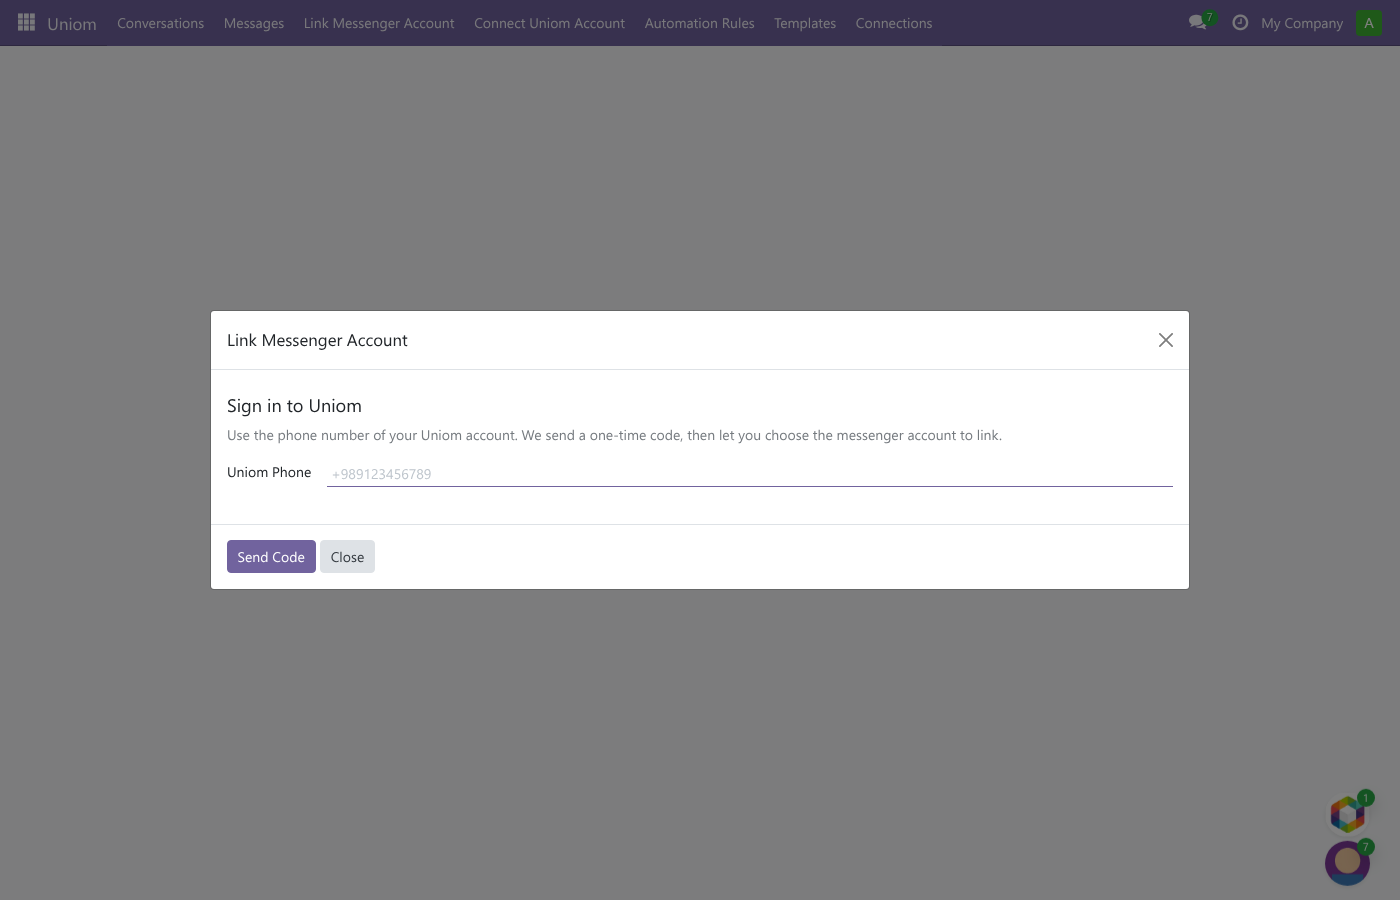 Uniom Conversations Messages Link Messenger Account Connect Uniom Account Automation Rules Templates Connections 7 My Company A
Link Messenger Account
Sign in to Uniom
Use the phone number of your Uniom account. We send a one-time code, then let you choose the messenger account to link.
Uniom Phone +989123456789
Send Code Close
1
7